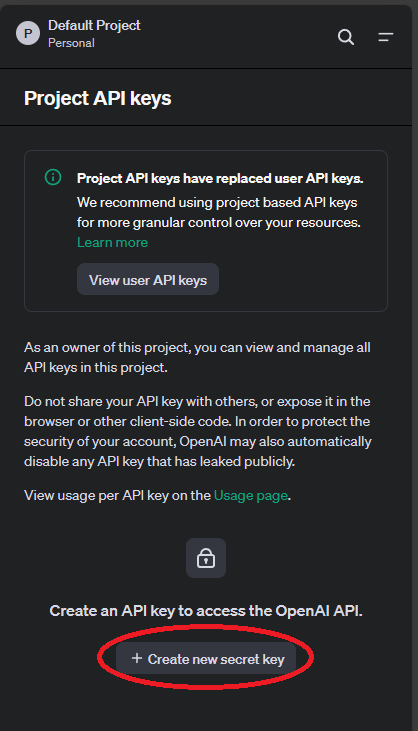 P
Default Project
Personal
Project API keys
Project API keys have replaced user API keys.
We recommend using project based API keys
for more granular control over your resources.
Learn more
View user API keys
As an owner of this project, you can view and manage all
API keys in this project.
Do not share your API key with others, or expose it in the
browser or other client-side code. In order to protect the
security of your account, OpenAI may also automatically
disable any API key that has leaked publicly.
View usage per API key on the Usage page.
Create an API key to access the OpenAI API.
+ Create new secret key